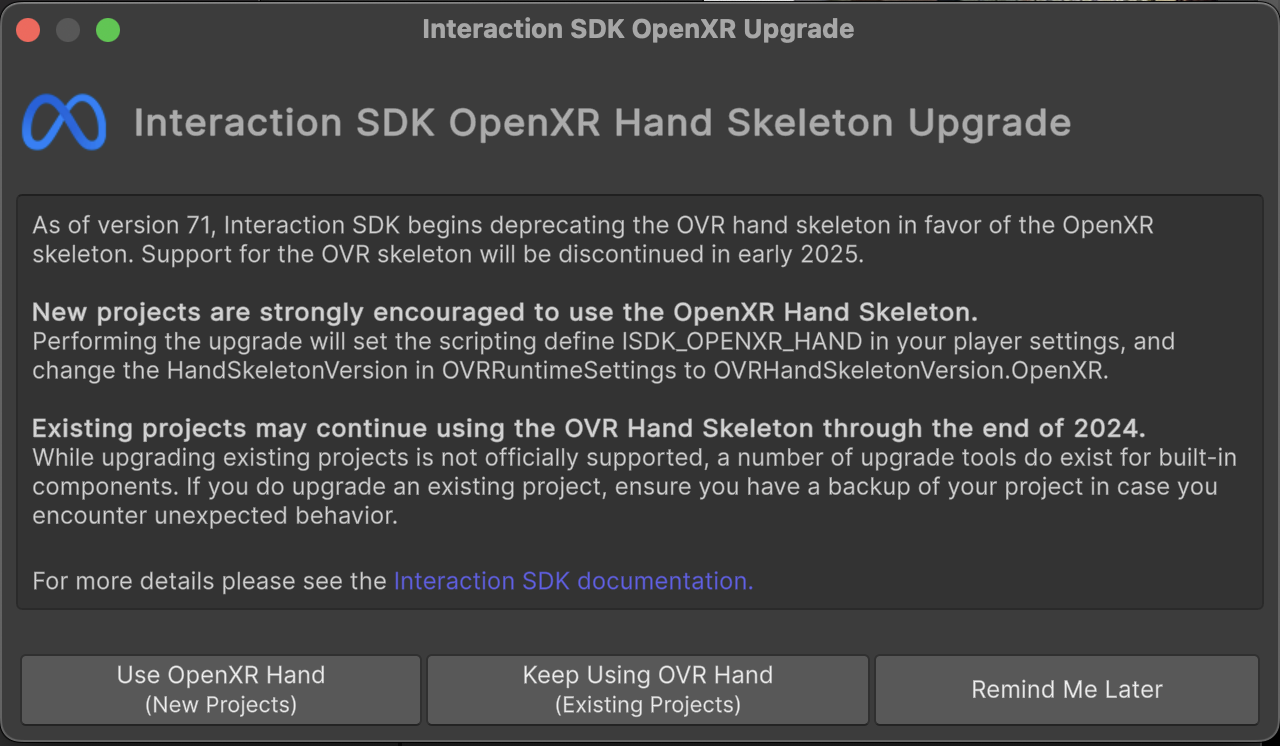 Interaction SDK OpenXR Upgrade
Interaction SDK OpenXR Hand Skeleton Upgrade
As of version 71, Interaction SDK begins deprecating the OVR hand skeleton in favor of the OpenXR
skeleton. Support for the OVR skeleton will be discontinued in early 2025.
New projects are strongly encouraged to use the OpenXR Hand Skeleton.
Performing the upgrade will set the scripting define ISDK_OPENXR_HAND in your player settings, and
change the HandSkeletonVersion in OVRRuntimeSettings to OVRHandSkeletonVersion.OpenXR.
Existing projects may continue using the OVR Hand Skeleton through the end of 2024.
While upgrading existing projects is not officially supported, a number of upgrade tools do exist for built-in
components. If you do upgrade an existing project, ensure you have a backup of your project in case you
encounter unexpected behavior.
For more details please see the Interaction SDK documentation.
Use OpenXR Hand
(New Projects)
Keep Using OVR Hand
(Existing Projects)
Remind Me Later